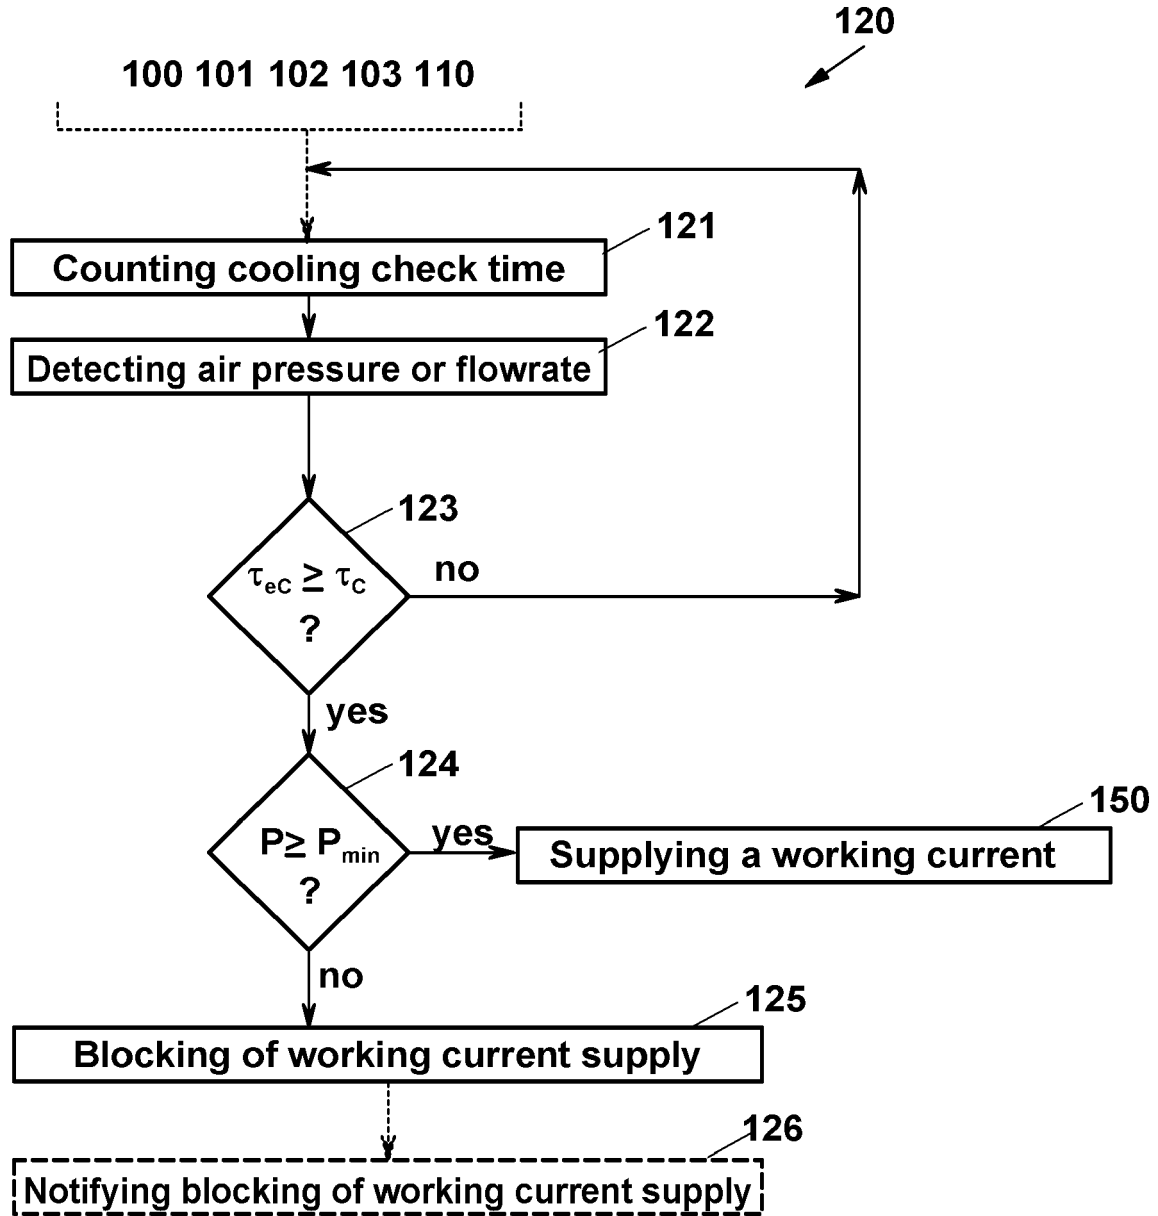 120
100 101 102 103 110
121
Counting cooling check time
122
Detecting air pressure or flowrate
123
τeC ≥ τC
?
no
yes
124
P≥ Pmin
?
yes
150
Supplying a working current
no
125
Blocking of working current supply
126
Notifying blocking of working current supply